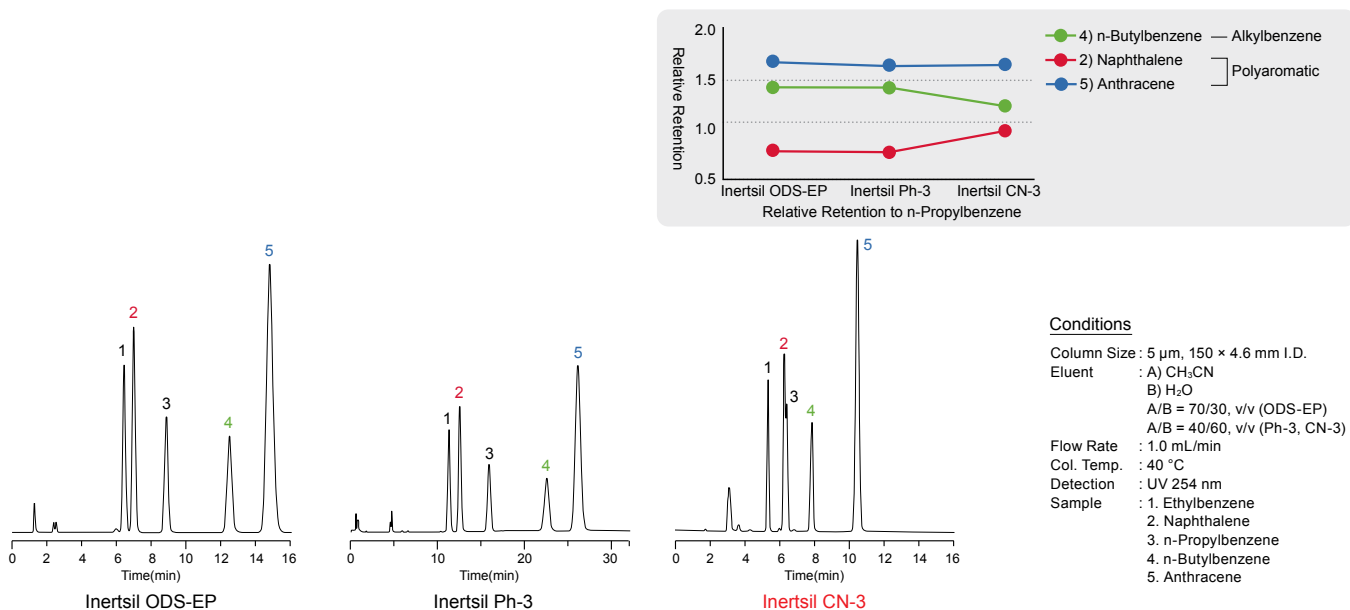 2.0
1.5
1.0
0.5
Relative Retention
Inertsil ODS-EP
Inertsil Ph-3
Inertsil CN-3
Relative Retention to n-Propylbenzene
4) n-Butylbenzene
Alkylbenzene
2) Naphthalene
5) Anthracene
Polyaromatic
1
2
3
4
5
0 2 4 6 8 10 12 14 16
Time(min)
Inertsil ODS-EP
1
2
3
4
5
0 10 20 30
Time(min)
Inertsil Ph-3
1
2
3
4
5
0 2 4 6 8 10 12 14 16
Time(min)
Inertsil CN-3
Conditions
Column Size : 5 μm, 150 × 4.6 mm I.D.
Eluent : A) CH₃CN
B) H₂O
A/B = 70/30, v/v (ODS-EP)
A/B = 40/60, v/v (Ph-3, CN-3)
Flow Rate : 1.0 mL/min
Col. Temp. : 40 °C
Detection : UV 254 nm
Sample : 1. Ethylbenzene
2. Naphthalene
3. n-Propylbenzene
4. n-Butylbenzene
5. Anthracene